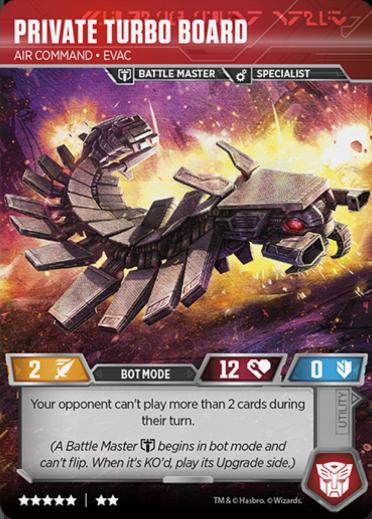 PRIVATE TURBO BOARD
AIR COMMAND • EVAC
BATTLE MASTER
SPECIALIST
2
BOT MODE
12
0
Your opponent can't play more than 2 cards during
their turn.
UTILITY
(A Battle Master begins in bot mode and
can't flip. When it's KO'd, play its Upgrade side.)
★★★★★ | ★★
TM & © Hasbro. © Wizards.